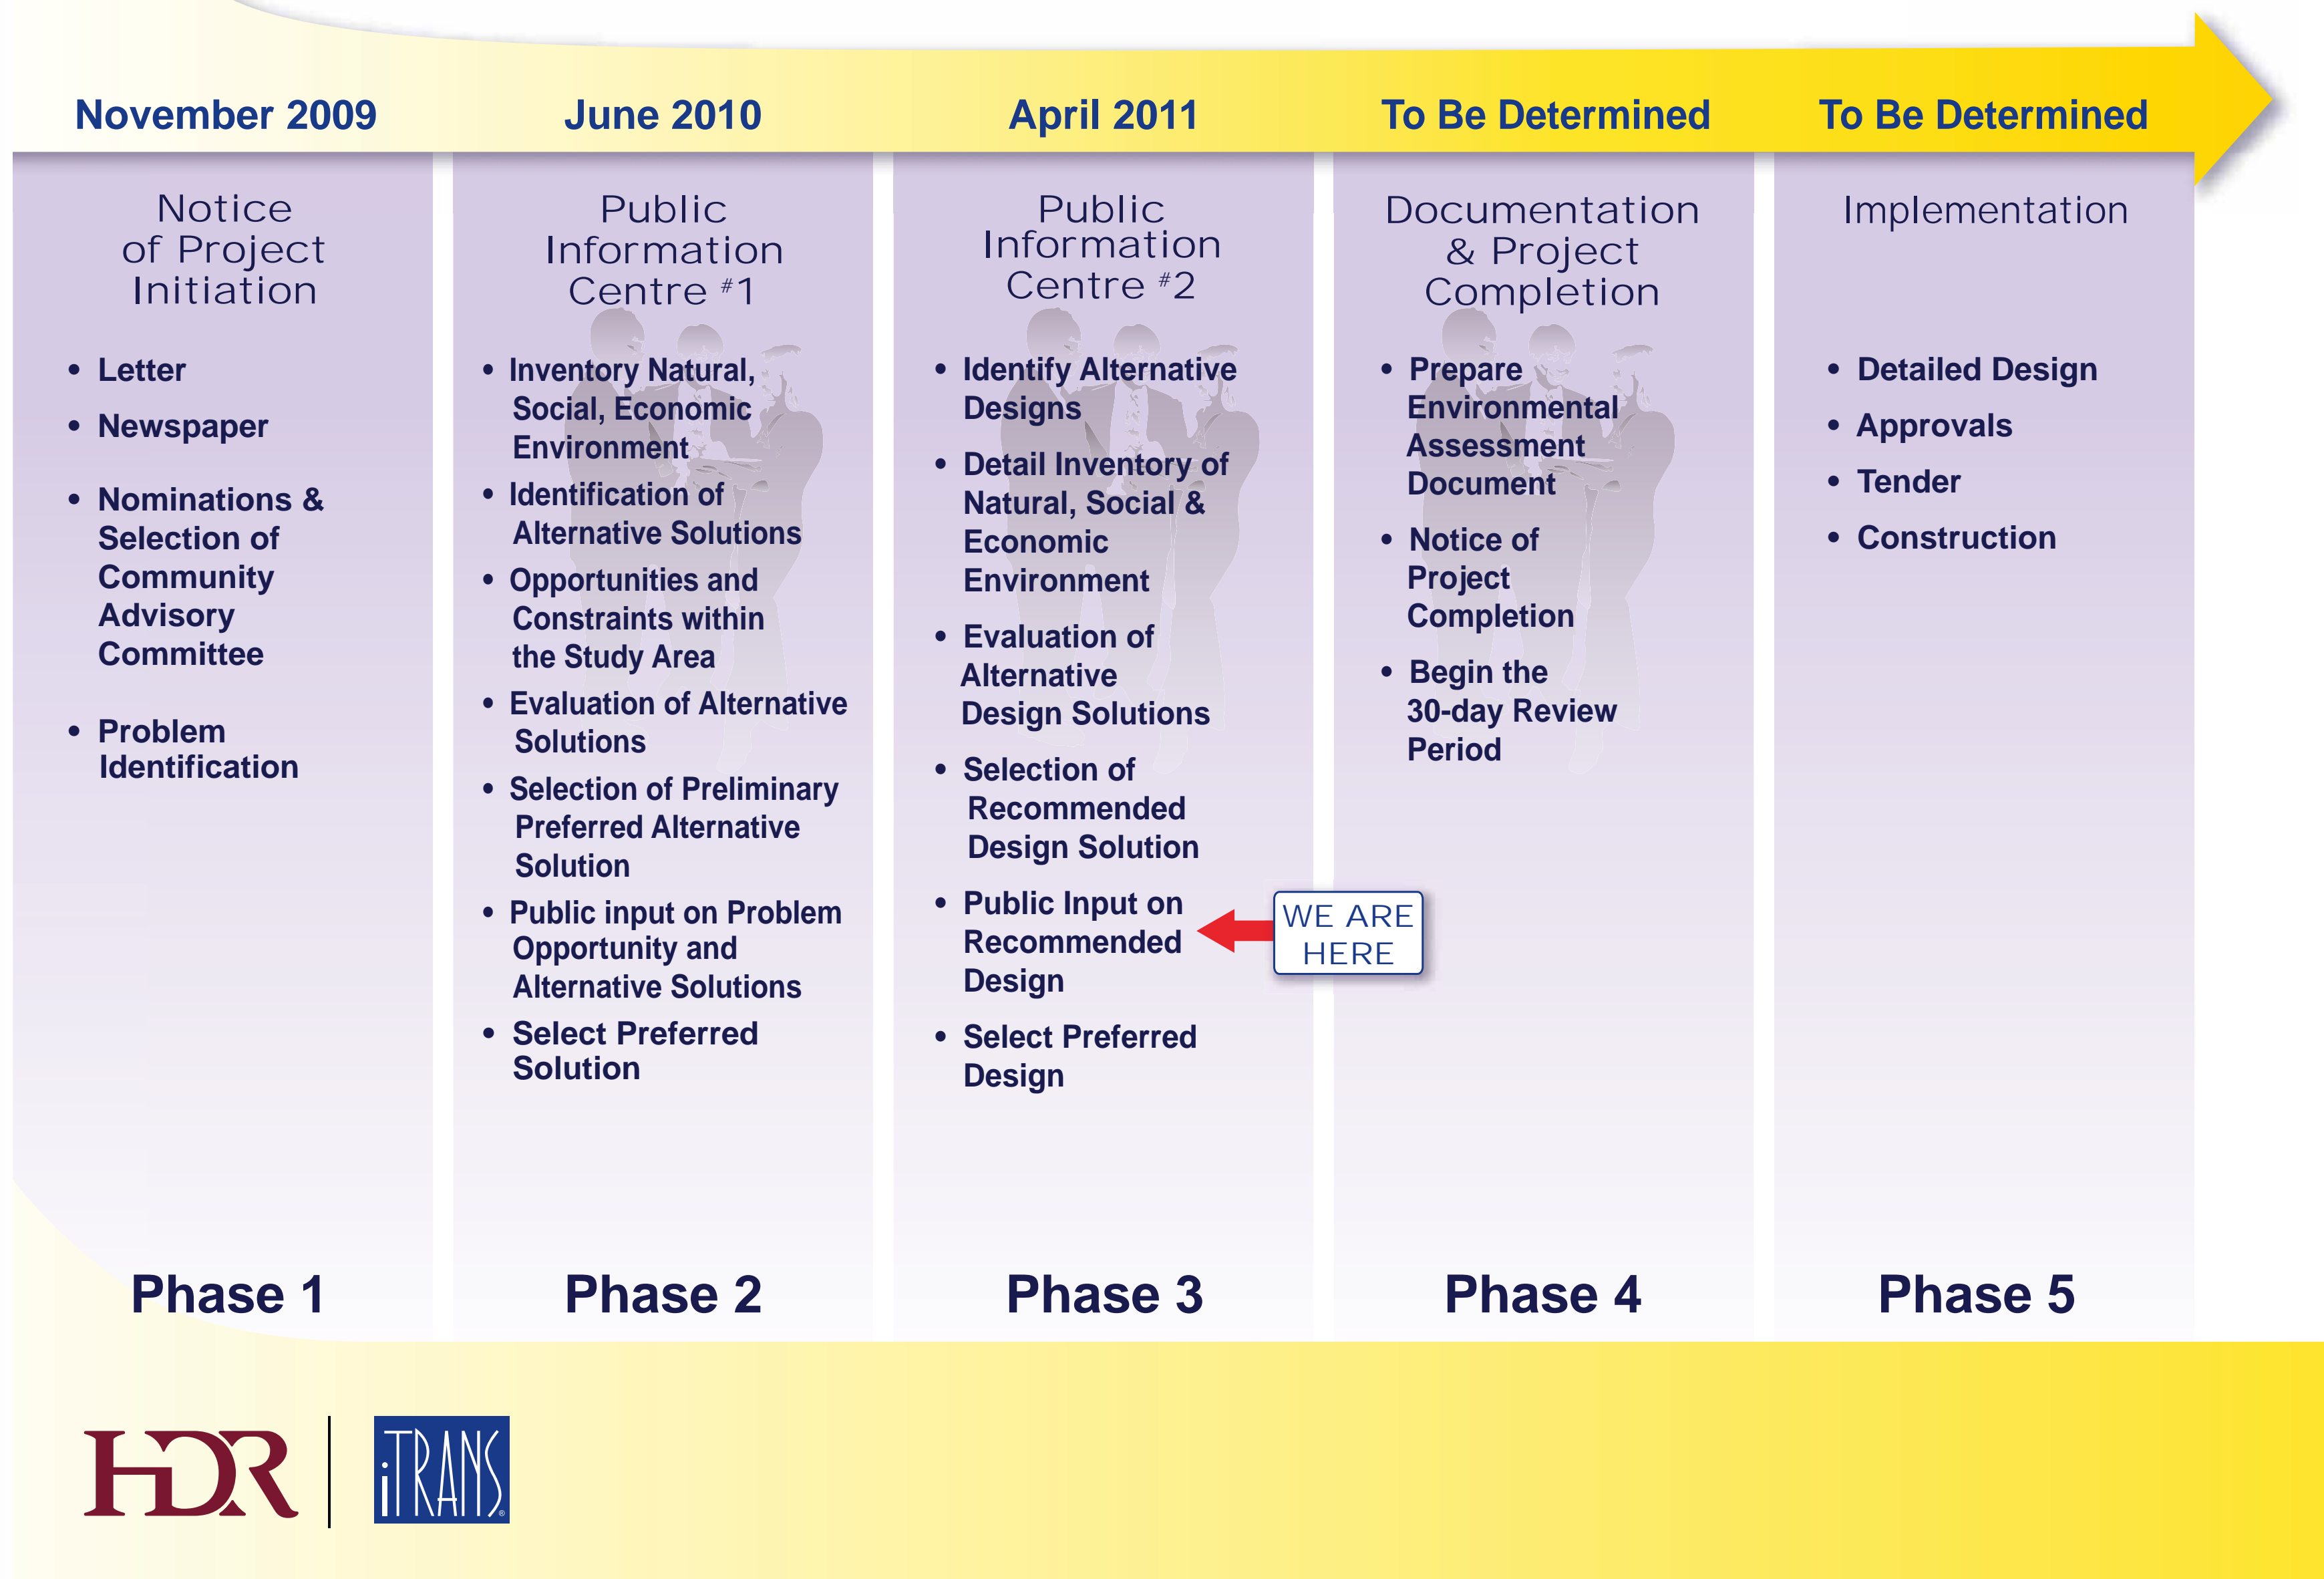 November 2009
June 2010
April 2011
To Be Determined
To Be Determined
Notice
of Project
Initiation
• Letter
• Newspaper
• Nominations &
Selection of
Community
Advisory
Committee
• Problem
Identification
Phase 1
Public
Information
Centre #1
• Inventory Natural,
Social, Economic
Environment
• Identification of
Alternative Solutions
• Opportunities and
Constraints within
the Study Area
• Evaluation of Alternative
Solutions
• Selection of Preliminary
Preferred Alternative
Solution
• Public input on Problem
Opportunity and
Alternative Solutions
• Select Preferred
Solution
Phase 2
Public
Information
Centre #2
• Identify Alternative
Designs
• Detail Inventory of
Natural, Social &
Economic
Environment
• Evaluation of
Alternative
Design Solutions
• Selection of
Recommended
Design Solution
• Public Input on
Recommended
Design
WE ARE
HERE
• Select Preferred
Design
Phase 3
Documentation
& Project
Completion
• Prepare
Environmental
Assessment
Document
• Notice of
Project
Completion
• Begin the
30-day Review
Period
Phase 4
Implementation
• Detailed Design
• Approvals
• Tender
• Construction
Phase 5
HDR
iTRANS®